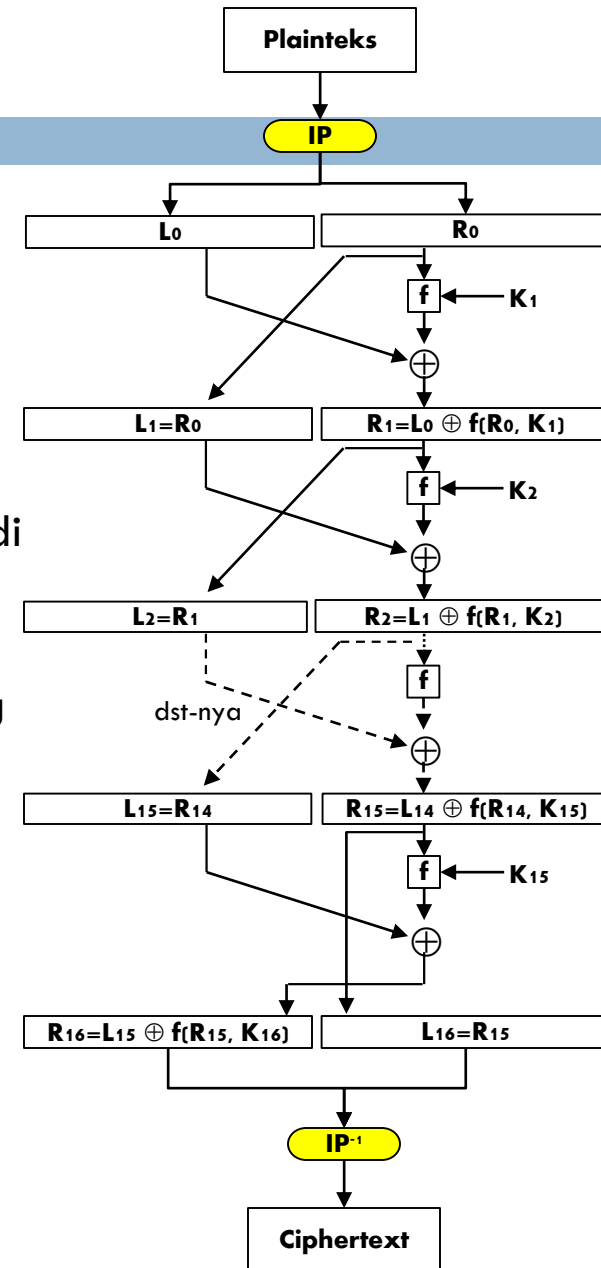 Plainteks
IP
L₀ R₀
f K₁
⊕
L₁=R₀ R₁=L₀ ⊕ f(R₀, K₁)
f K₂
di
⊕
L₂=R₁ R₂=L₁ ⊕ f(R₁, K₂)
f
g dst-nya
⊕
L₁₅=R₁₄ R₁₅=L₁₄ ⊕ f(R₁₄, K₁₅)
f K₁₅
⊕
R₁₆=L₁₅ ⊕ f(R₁₅, K₁₆) L₁₆=R₁₅
IP⁻¹
Ciphertext